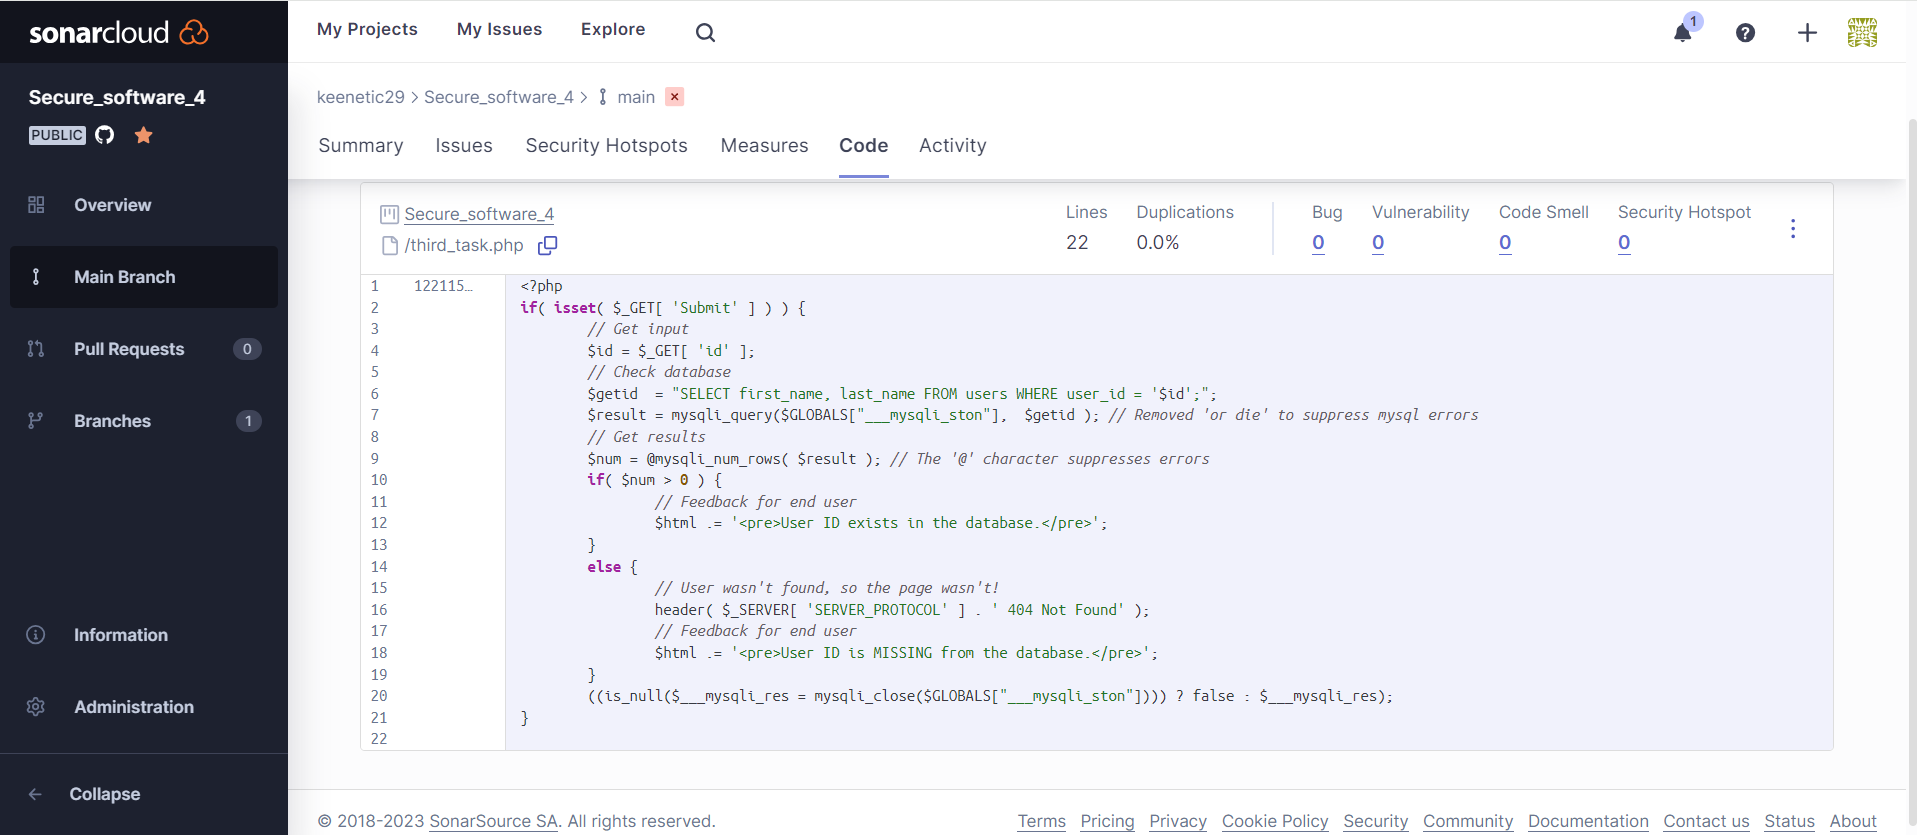 sonarcloud
My Projects My Issues Explore
1
Secure_software_4
PUBLIC
keenetic29 > Secure_software_4 > main
Summary Issues Security Hotspots Measures Code Activity
Overview
Main Branch
Pull Requests 0
Branches 1
Information
Administration
Collapse
Secure_software_4
/third_task.php
Lines Duplications Bug Vulnerability Code Smell Security Hotspot
22 0.0% 0 0 0 0
1 122115… <?php
2 if( isset( $_GET[ 'Submit' ] ) ) {
3 // Get input
4 $id = $_GET[ 'id' ];
5 // Check database
6 $getid  = "SELECT first_name, last_name FROM users WHERE user_id = '$id';";
7 $result = mysqli_query($GLOBALS["___mysqli_ston"],  $getid ); // Removed 'or die' to suppress mysql errors
8 // Get results
9 $num = @mysqli_num_rows( $result ); // The '@' character suppresses errors
10 if( $num > 0 ) {
11 // Feedback for end user
12 $html .= '<pre>User ID exists in the database.</pre>';
13 }
14 else {
15 // User wasn't found, so the page wasn't!
16 header( $_SERVER[ 'SERVER_PROTOCOL' ] . ' 404 Not Found' );
17 // Feedback for end user
18 $html .= '<pre>User ID is MISSING from the database.</pre>';
19 }
20 ((is_null($___mysqli_res = mysqli_close($GLOBALS["___mysqli_ston"]))) ? false : $___mysqli_res);
21 }
22
© 2018-2023 SonarSource SA. All rights reserved.
Terms Pricing Privacy Cookie Policy Security Community Documentation Contact us Status About